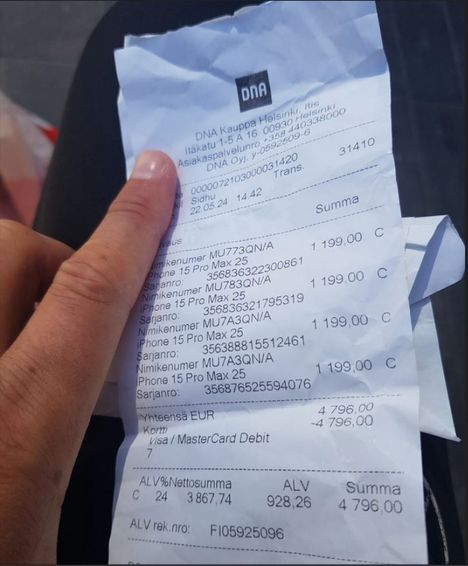 DNA
DNA Kauppa Helsinki, Itis
Itäkatu 1-5 A 16 00930 Helsinki
Asiakaspalvelunro +358 440338000
DNA Oyj, y-0592509-6
0000072103000031420 31410
Sidhu Trans.
22.05.24 14.42
Summa
Nimikenumer MU773QN/A 1 199,00 C
iPhone 15 Pro Max 25
Sarjanro: 356836322300861
Nimikenumer MU783QN/A 1 199,00 C
iPhone 15 Pro Max 25
Sarjanro: 356836321795319
Nimikenumer MU7A3QN/A 1 199,00 C
iPhone 15 Pro Max 25
Sarjanro: 356388815512461
Nimikenumer MU7A3QN/A 1 199,00 C
iPhone 15 Pro Max 25
Sarjanro: 356876525594076
Yhteensä EUR 4 796,00
Kortti -4 796,00
Visa / MasterCard Debit
7
ALV%Nettosumma ALV Summa
C 24 3 867,74 928,26 4 796,00
ALV rek.nro: FI05925096